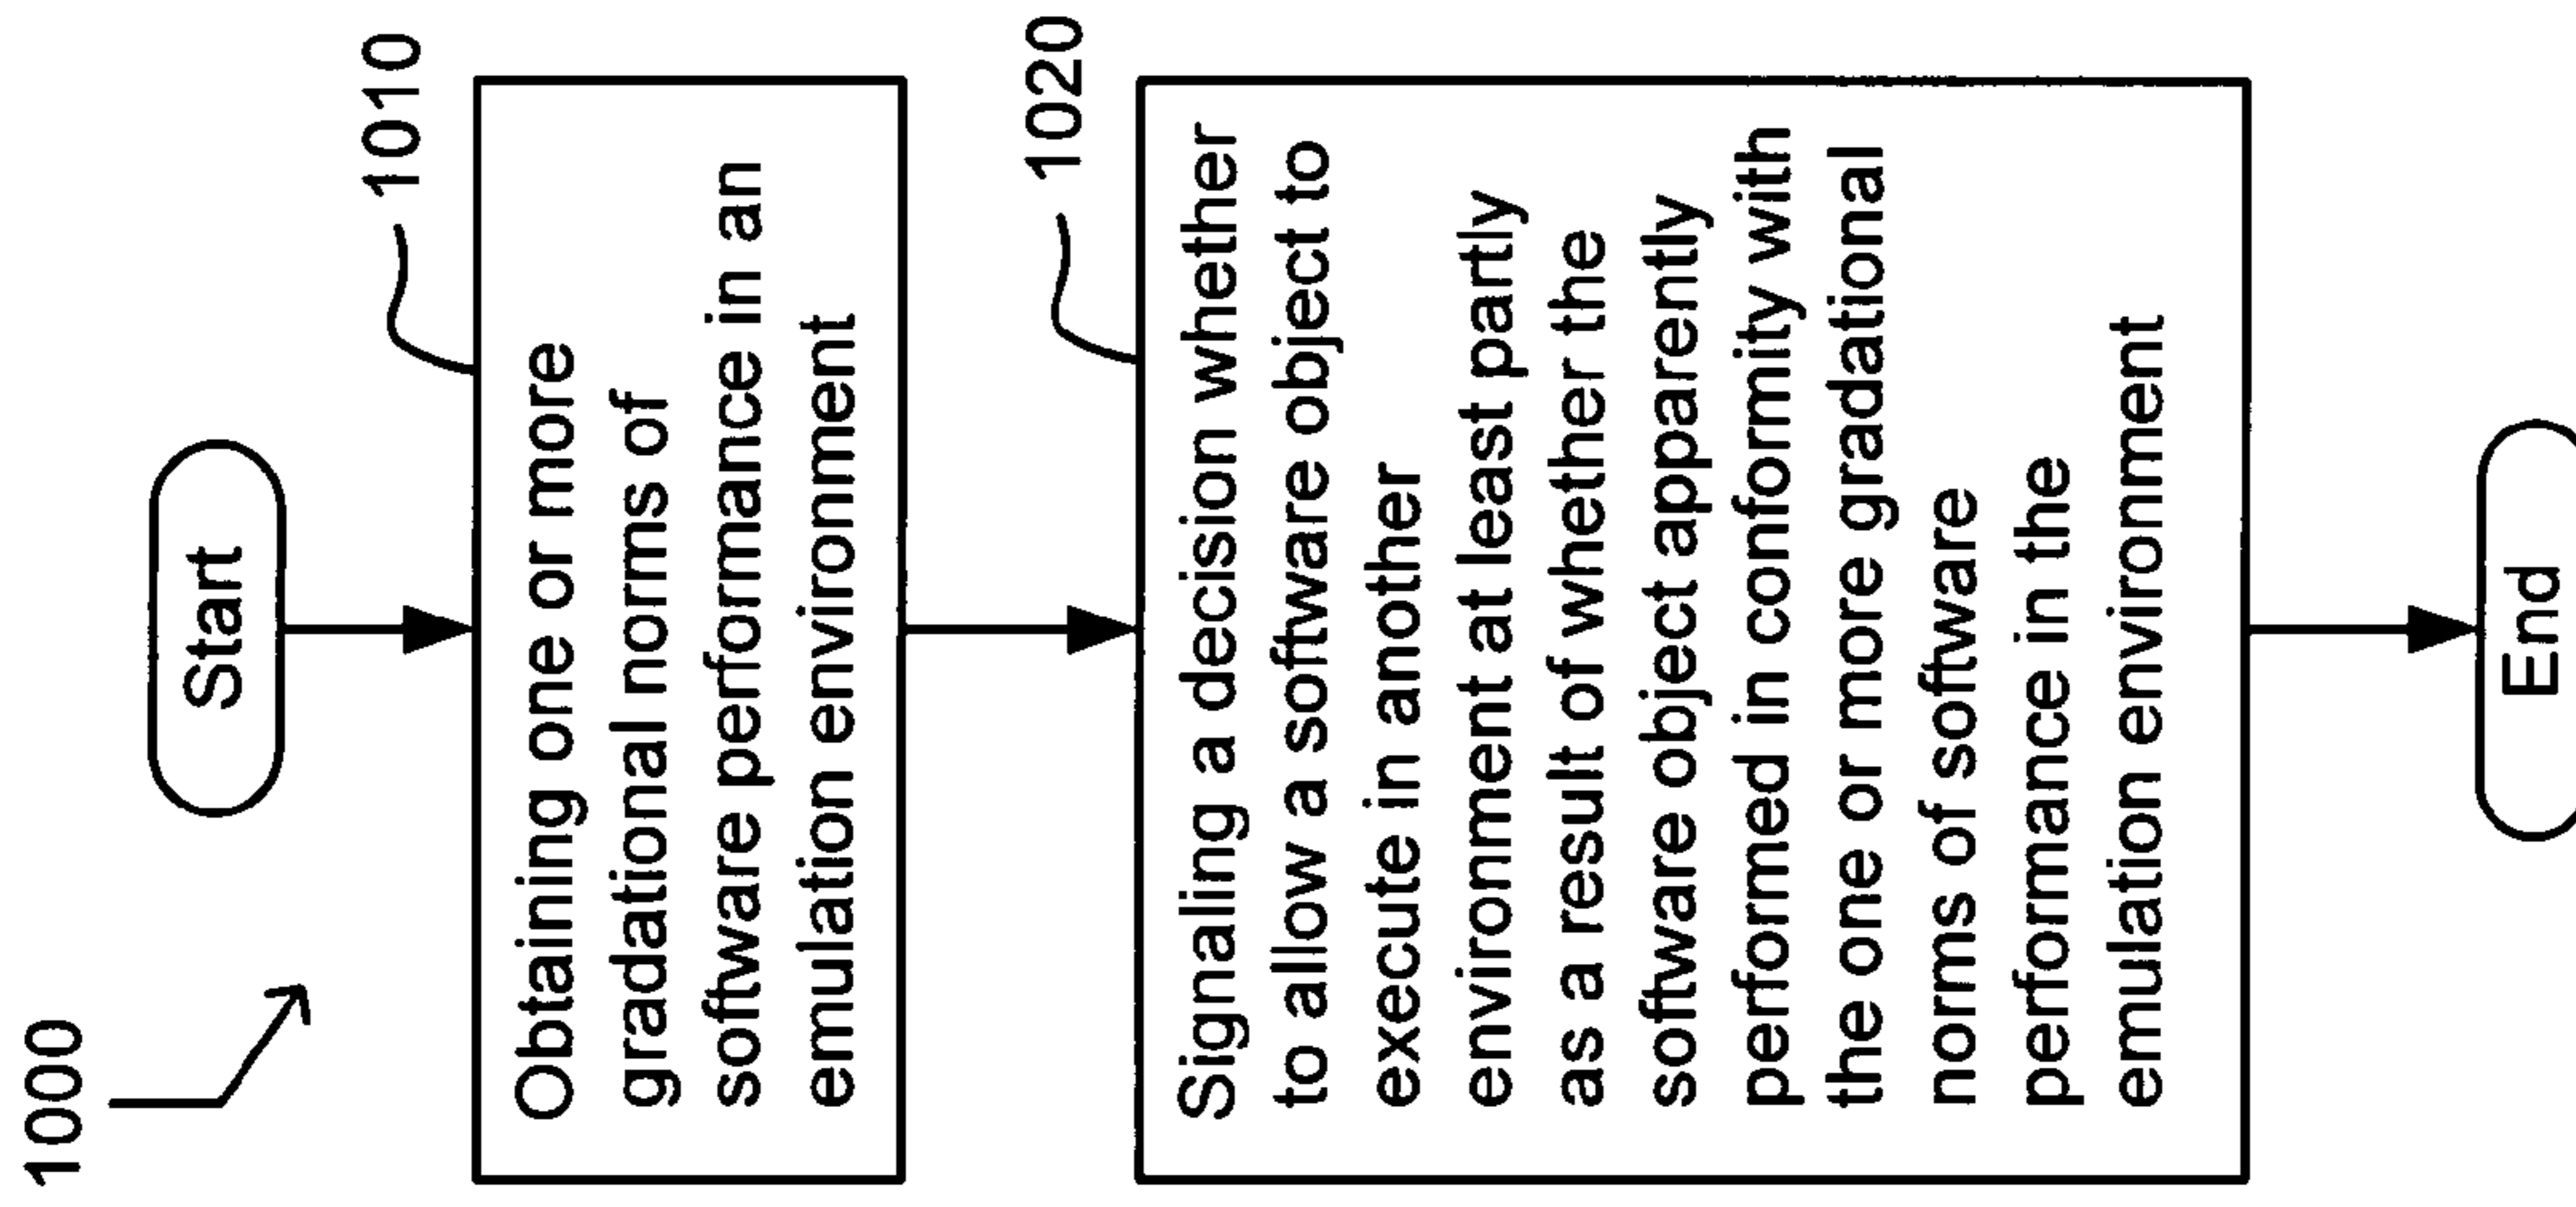 1000
Start
1010
Obtaining one or more
gradational norms of
software performance in an
emulation environment
1020
Signaling a decision whether
to allow a software object to
execute in another
environment at least partly
as a result of whether the
software object apparently
performed in conformity with
the one or more gradational
norms of software
performance in the
emulation environment
End